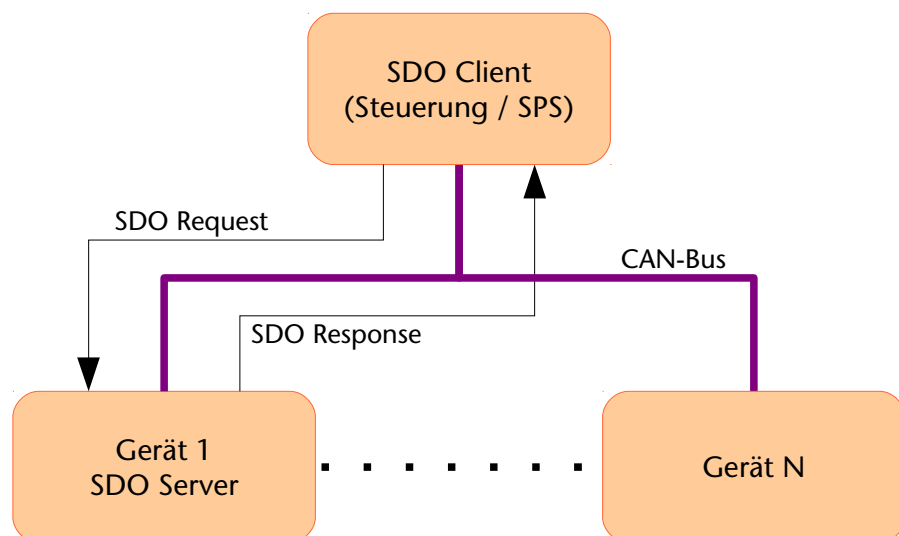 SDO Client
(Steuerung / SPS)
SDO Request
CAN-Bus
SDO Response
Gerät 1
SDO Server
Gerät N